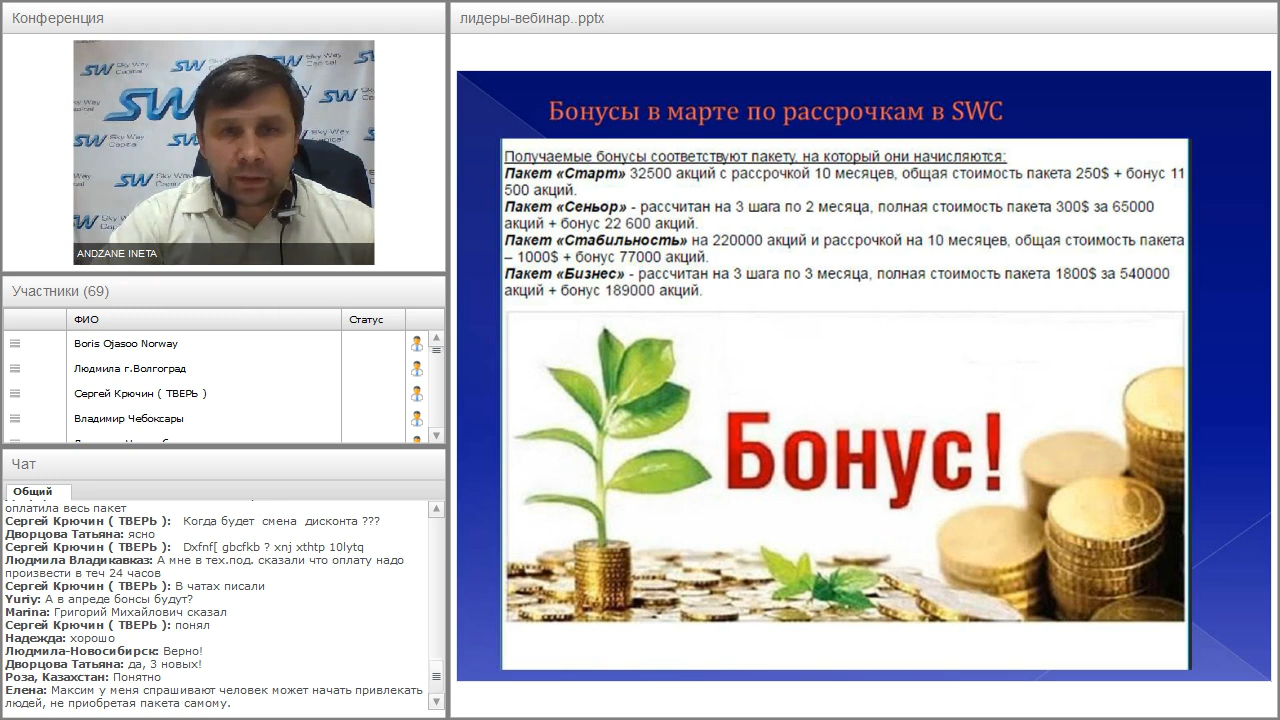 Конференция
Sky Way
Capital
SW
ANDZANE INETA
Участники (69)
ФИО
Статус
Boris Ojasoo Norway
Людмила г.Волгоград
Сергей Крючин ( ТВЕРЬ )
Владимир Чебоксары
Чат
Общий
оплатила весь пакет
Сергей Крючин ( ТВЕРЬ ): Когда будет смена дисконта ???
Дворцова Татьяна: ясно
Сергей Крючин ( ТВЕРЬ ): Dxfnf[ gbcfkb ? xnj xthtp 10lytq
Людмила Владикавказ: А мне в тех.под. сказали что оплату надо
произвести в теч 24 часов
Сергей Крючин ( ТВЕРЬ ): В чатах писали
Yuriy: А в апреде бонсы будут?
Marina: Григорий Михайлович сказал
Сергей Крючин ( ТВЕРЬ ): понял
Надежда: хорошо
Людмила-Новосибирск: Верно!
Дворцова Татьяна: да, 3 новых!
Роза, Казахстан: Понятно
Елена: Максим у меня спрашивают человек может начать привлекать
людей, не приобретая пакета самому.
лидеры-вебинар..pptx
Бонусы в марте по рассрочкам в SWC
Получаемые бонусы соответствуют пакету, на который они начисляются:
Пакет «Старт» 32500 акций с рассрочкой 10 месяцев, общая стоимость пакета 250$ + бонус 11
500 акций.
Пакет «Сеньор» - рассчитан на 3 шага по 2 месяца, полная стоимость пакета 300$ за 65000
акций + бонус 22 600 акций.
Пакет «Стабильность» на 220000 акций и рассрочкой на 10 месяцев, общая стоимость пакета
– 1000$ + бонус 77000 акций.
Пакет «Бизнес» - рассчитан на 3 шага по 3 месяца, полная стоимость пакета 1800$ за 540000
акций + бонус 189000 акций.
Бонус!